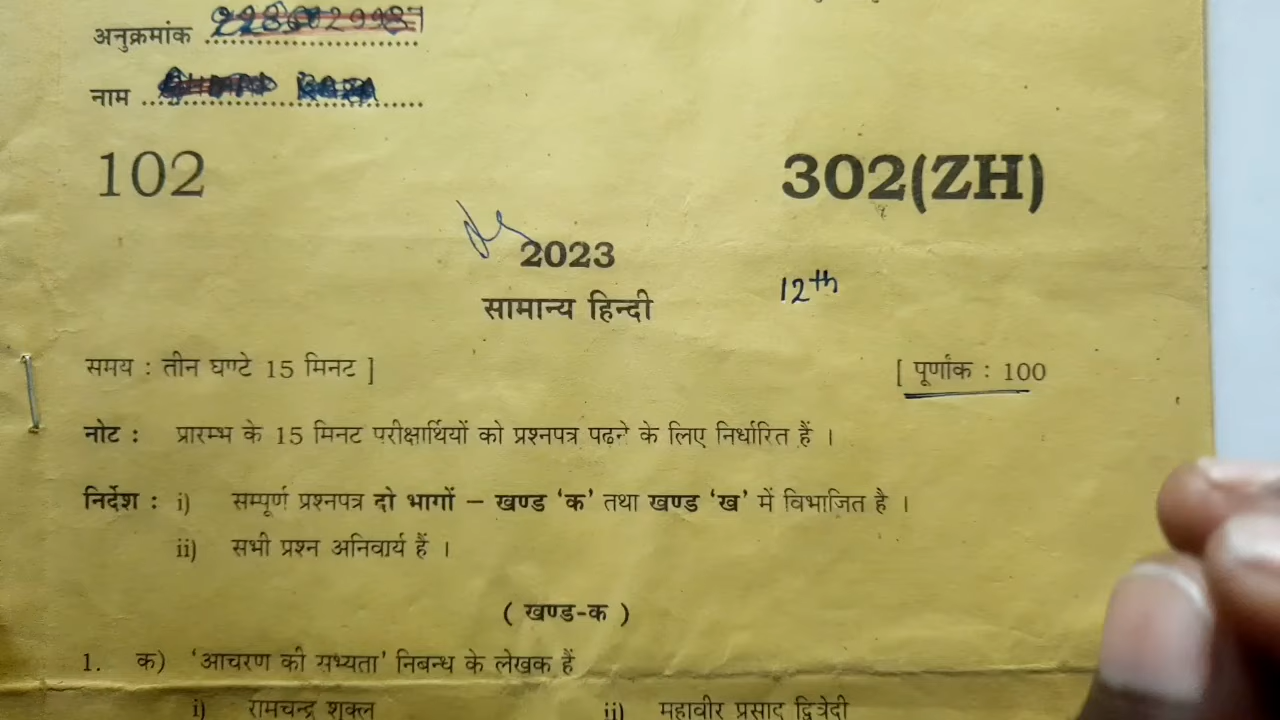 अनुक्रमांक
नाम
102
302(ZH)
2023
12th
सामान्य हिन्दी
समय : तीन घण्टे 15 मिनट ]
[ पूर्णांक : 100
नोट : प्रारम्भ के 15 मिनट परीक्षार्थियों को प्रश्नपत्र पढ़ने के लिए निर्धारित हैं ।
निर्देश : i) सम्पूर्ण प्रश्नपत्र दो भागों – खण्ड 'क' तथा खण्ड 'ख' में विभाजित है ।
ii) सभी प्रश्न अनिवार्य हैं ।
( खण्ड-क )
1. क) 'आचरण की सभ्यता' निबन्ध के लेखक हैं
i) रामचन्द्र शुक्ल ii) महावीर प्रसाद द्विवेदी